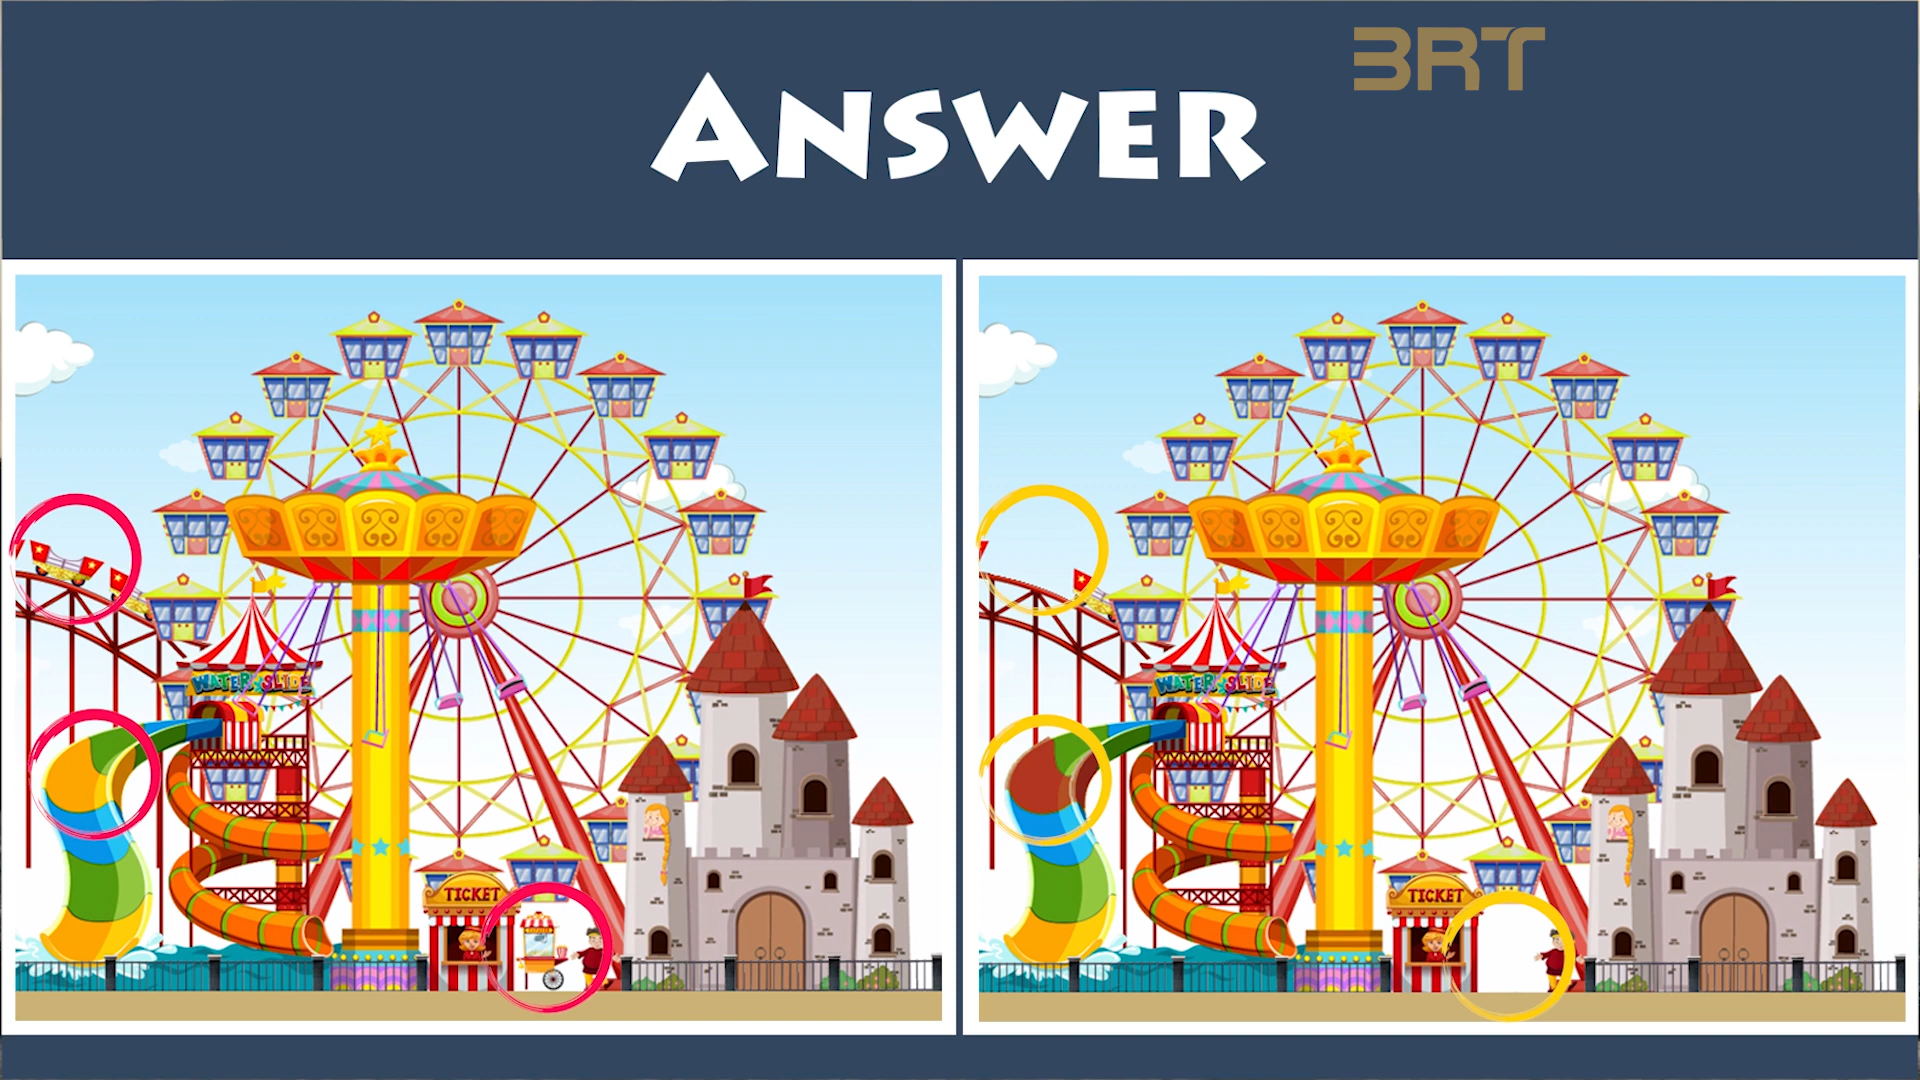 3RT
ANSWER
WATER SLIDE
WATER SLIDE
TICKET
TICKET